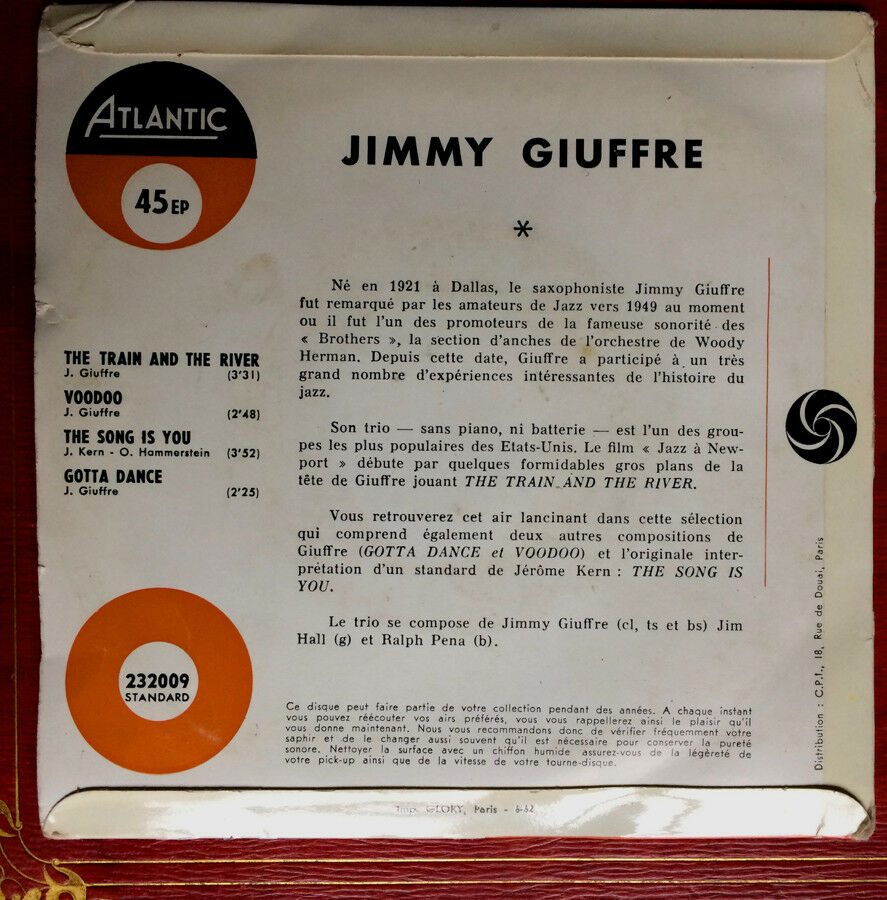 ATLANTIC
45 EP
JIMMY GIUFFRE
*
THE TRAIN AND THE RIVER
J. Giuffre (3'31)
VOODOO
J. Giuffre (2'48)
THE SONG IS YOU
J. Kern - O. Hammerstein (3'52)
GOTTA DANCE
J. Giuffre (2'25)
Né en 1921 à Dallas, le saxophoniste Jimmy Giuffre
fut remarqué par les amateurs de Jazz vers 1949 au moment
ou il fut l'un des promoteurs de la fameuse sonorité des
« Brothers », la section d'anches de l'orchestre de Woody
Herman. Depuis cette date, Giuffre a participé à un très
grand nombre d'expériences intéressantes de l'histoire du
jazz.
Son trio — sans piano, ni batterie — est l'un des grou-
pes les plus populaires des Etats-Unis. Le film « Jazz à New-
port » débute par quelques formidables gros plans de la
tête de Giuffre jouant THE TRAIN AND THE RIVER.
Vous retrouverez cet air lancinant dans cette sélection
qui comprend également deux autres compositions de
Giuffre (GOTTA DANCE et VOODOO) et l'originale inter-
prétation d'un standard de Jérôme Kern : THE SONG IS
YOU.
Le trio se compose de Jimmy Giuffre (cl, ts et bs) Jim
Hall (g) et Ralph Pena (b).
232009
STANDARD
Ce disque peut faire partie de votre collection pendant des années. A chaque instant
vous pouvez réécouter vos airs préférés, vous vous rappellerez ainsi le plaisir qu'il
vous donne maintenant. Nous vous recommandons donc de vérifier fréquemment votre
saphir et de le changer aussi souvent qu'il est nécessaire pour conserver la pureté
sonore. Nettoyer la surface avec un chiffon humide assurez-vous de la légèreté de
votre pick-up ainsi que de la vitesse de votre tourne-disque.
Distribution : C.P.I., 18, Rue de Douai, Paris
Imp. GLORY, Paris - 6-62